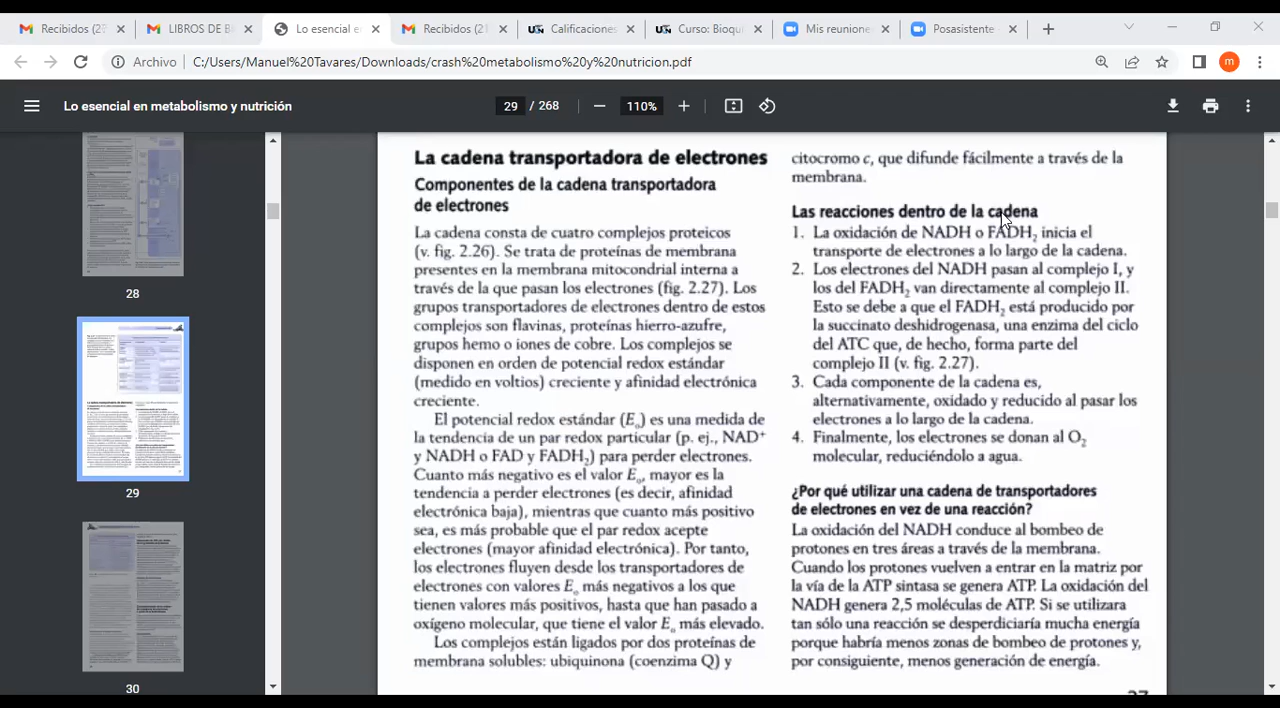 Recibidos (2
LIBROS DE B
Lo esencial e
Recibidos (2
Calificacione
Curso: Bioqu
Mis reunione
Posasistente
Archivo
C:/Users/Manuel%20Tavares/Downloads/crash%20metabolismo%20y%20nutricion.pdf
m
Lo esencial en metabolismo y nutrición
29 / 268
110%
28
29
30
La cadena transportadora de electrones
Componentes de la cadena transportadora
de electrones
La cadena consta de cuatro complejos proteicos
(v. fig. 2.26). Se trata de proteínas de membrana
presentes en la membrana mitocondrial interna a
través de la que pasan los electrones (fig. 2.27). Los
grupos transportadores de electrones dentro de estos
complejos son flavinas, proteínas hierro-azufre,
grupos hemo y iones de cobre. Los complejos se
disponen en orden de potencial redox estándar
(medido en voltios) creciente y afinidad electrónica
creciente.
El potencial redox (E₀) es una medida de
la tendencia de un par redox particular (p. ej., NAD⁺
y NADH o FAD y FADH₂) para perder electrones.
Cuanto más negativo es el valor E₀, mayor es la
tendencia a perder electrones (es decir, afinidad
electrónica baja), mientras que cuanto más positivo
sea, es más probable que el par redox acepte
electrones (mayor afinidad electrónica). Por tanto,
los electrones fluyen desde los transportadores de
electrones con valores E₀ más negativos a los que
tienen valores más positivos, hasta que han pasado a
oxígeno molecular, que tiene el valor E₀ más elevado.
Los complejos están ligados por dos proteínas de
membrana solubles: ubiquinona (coenzima Q) y
citocromo c, que difunde fácilmente a través de la
membrana.
Las reacciones dentro de la cadena
1. La oxidación de NADH o FADH₂ inicia el
transporte de electrones a lo largo de la cadena.
2. Los electrones del NADH pasan al complejo I, y
los del FADH₂ van directamente al complejo II.
Esto se debe a que el FADH₂ está producido por
la succinato deshidrogenasa, una enzima del ciclo
del ATC que, de hecho, forma parte del
complejo II (v. fig. 2.27).
3. Cada componente de la cadena es,
alternativamente, oxidado y reducido al pasar los
electrones a lo largo de la cadena.
4. Finalmente, los electrones se donan al O₂
molelular, reduciéndolo a agua.
¿Por qué utilizar una cadena de transportadores
de electrones en vez de una reacción?
La oxidación del NADH conduce al bombeo de
protones en tres áreas a través de la membrana.
Cuando los protones vuelven a entrar en la matriz por
la vía de la ATP sintasa se genera ATP. La oxidación del
NADH genera 2,5 moléculas de ATP. Si se utilizara
tan sólo una reacción se desperdiciaría mucha energía
porque habría menos zonas de bombeo de protones y,
por consiguiente, menos generación de energía.